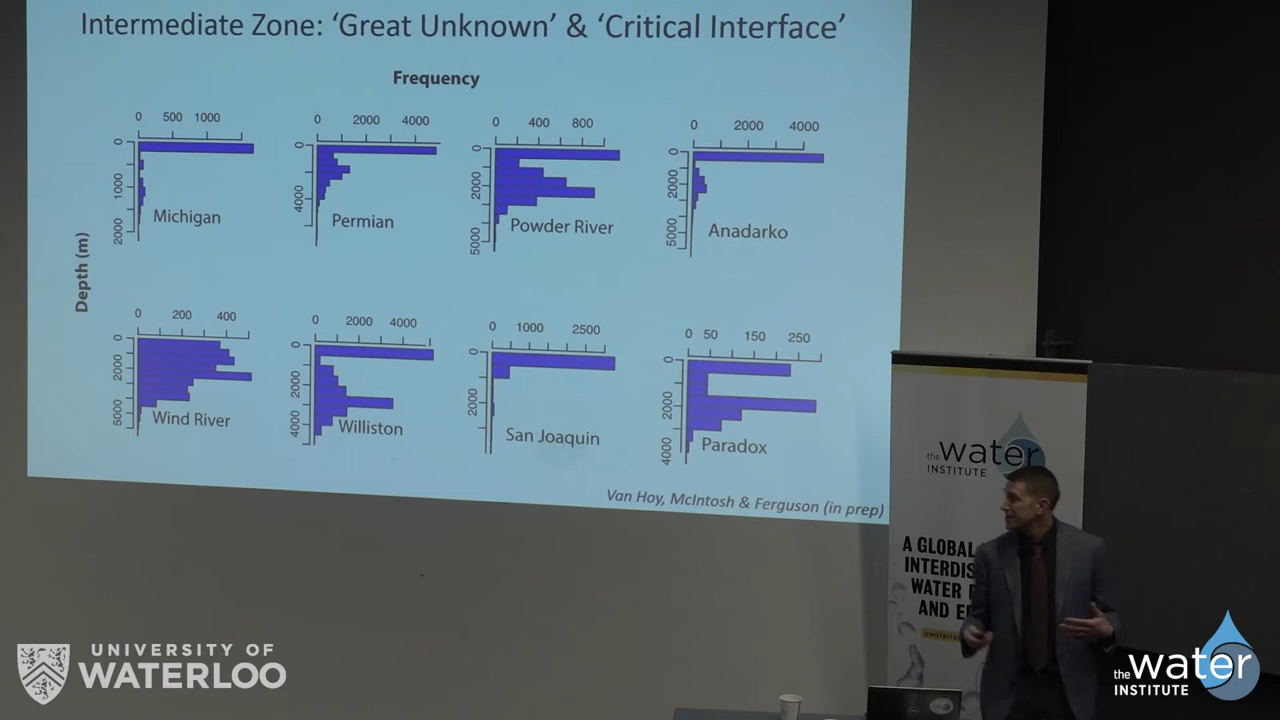 Intermediate Zone: ‘Great Unknown’ & ‘Critical Interface’
Frequency
0 500 1000
0 2000 4000
0 400 800
0 2000 4000
0 1000 2000
0 4000
0 2000 5000
0 2000 5000
Michigan
Permian
Powder River
Anadarko
Depth (m)
0 200 400
0 2000 4000
0 1000 2500
0 50 150 250
0 2000 5000
0 2000 4000
0 2000
0 2000 4000
Wind River
Williston
San Joaquin
Paradox
Van Hoy, McIntosh & Ferguson (in prep)
the water
INSTITUTE
A GLOBAL
INTERDIS
WATER
AND
UNIVERSITY OF
WATERLOO
the water
INSTITUTE